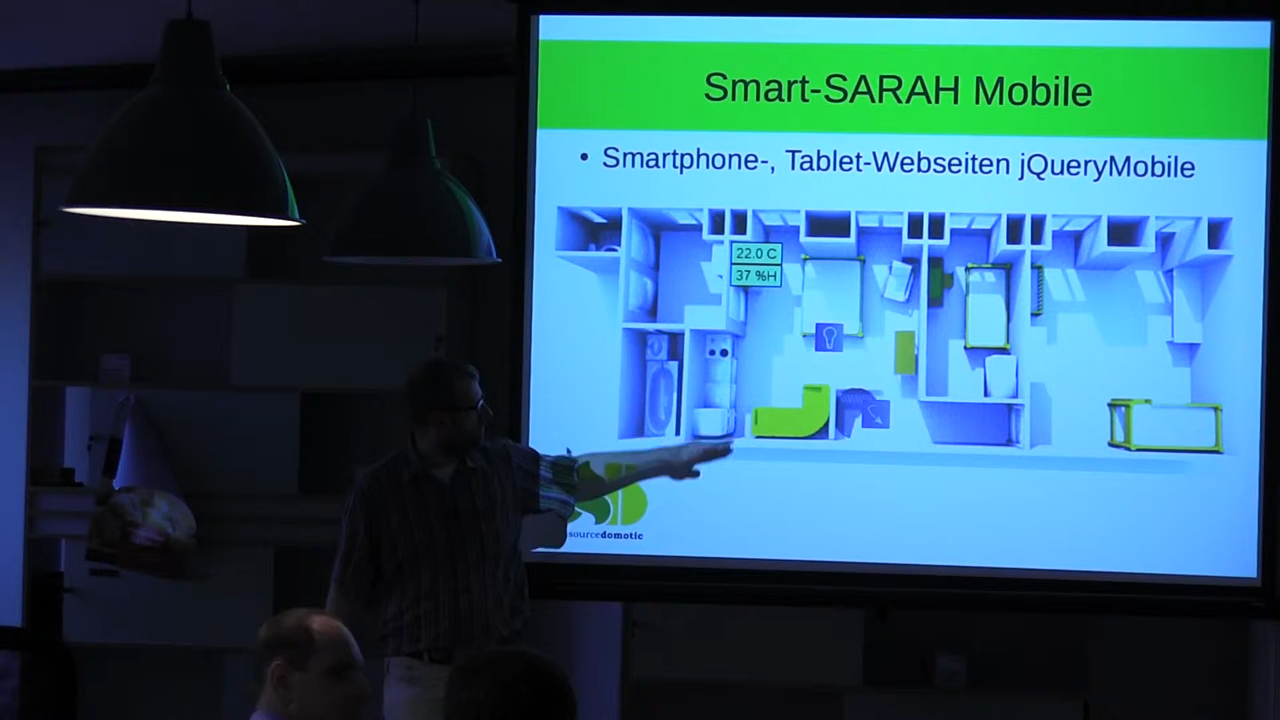 Smart-SARAH Mobile
• Smartphone-, Tablet-Webseiten jQueryMobile
22.0 C
37 %H
sourcedomotic